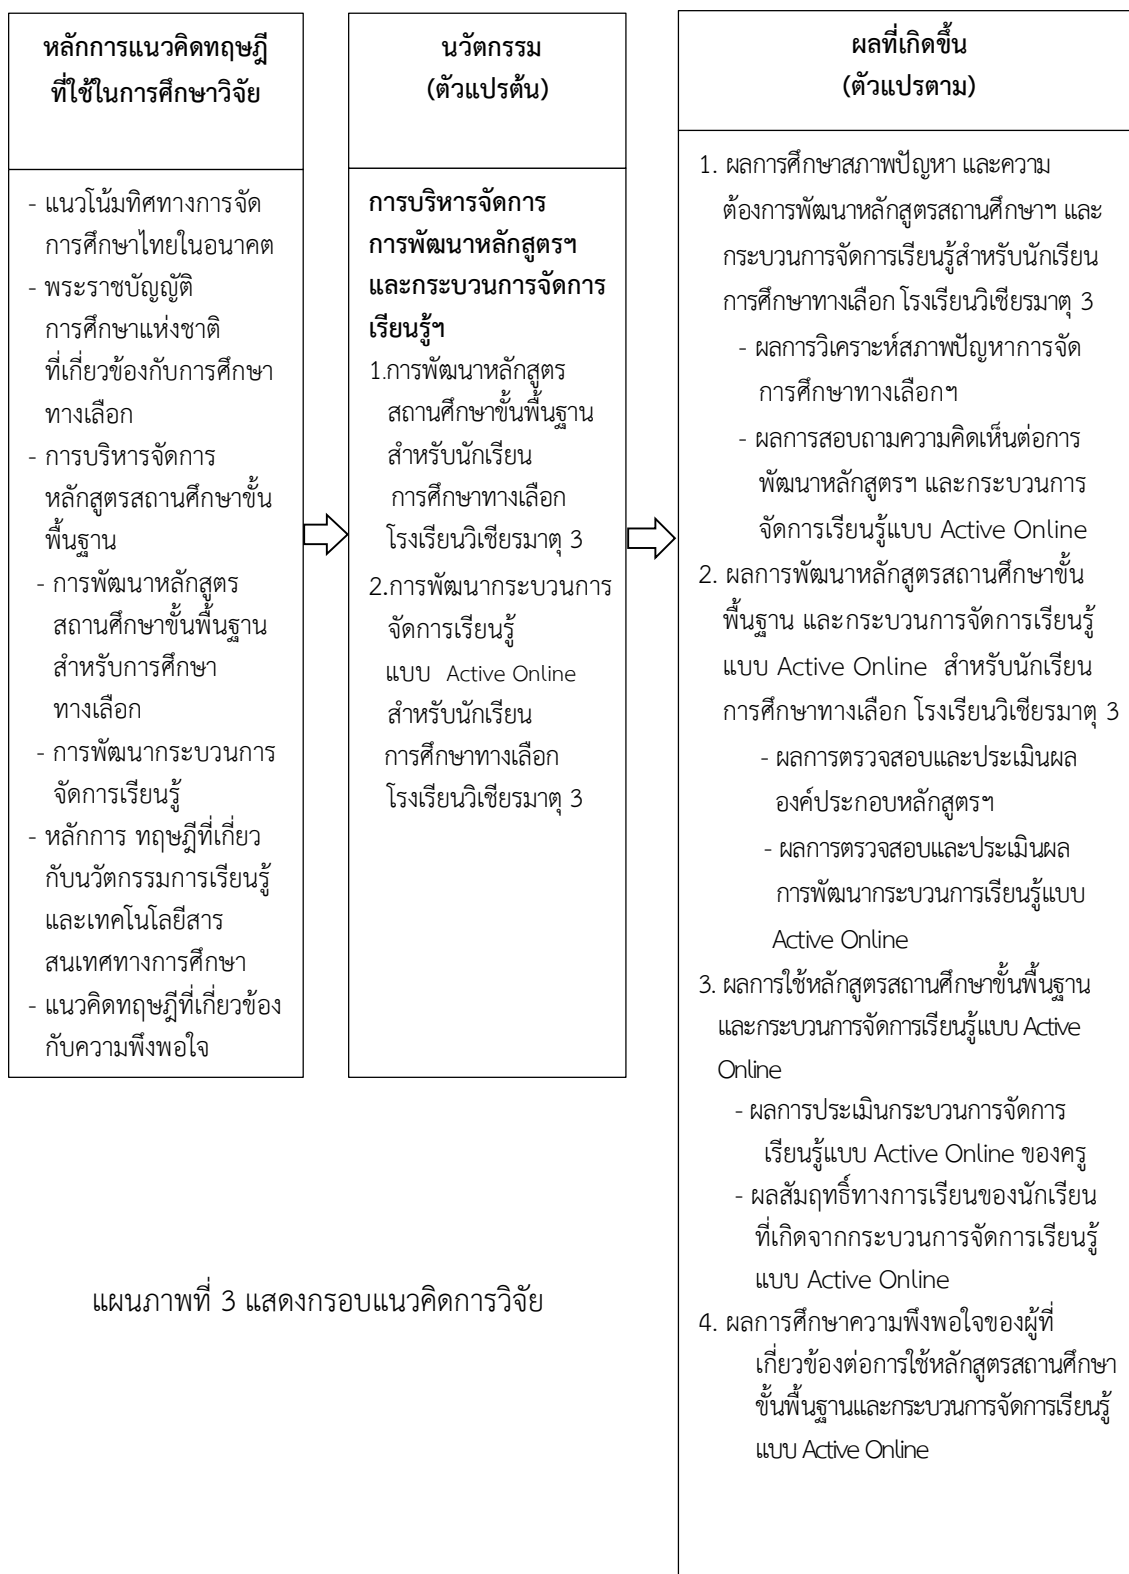 หลักการแนวคิดทฤษฎี
ที่ใช้ในการศึกษาวิจัย
- แนวโน้มทิศทางการจัด
การศึกษาไทยในอนาคต
- พระราชบัญญัติ
การศึกษาแห่งชาติ
ที่เกี่ยวข้องกับการศึกษา
ทางเลือก
- การบริหารจัดการ
หลักสูตรสถานศึกษาขั้น
พื้นฐาน
- การพัฒนาหลักสูตร
สถานศึกษาขั้นพื้นฐาน
สำหรับการศึกษา
ทางเลือก
- การพัฒนากระบวนการ
จัดการเรียนรู้
- หลักการ ทฤษฎีที่เกี่ยว
กับนวัตกรรมการเรียนรู้
และเทคโนโลยีสาร
สนเทศทางการศึกษา
- แนวคิดทฤษฎีที่เกี่ยวข้อง
กับความพึงพอใจ
นวัตกรรม
(ตัวแปรต้น)
การบริหารจัดการ
การพัฒนาหลักสูตรฯ
และกระบวนการจัดการ
เรียนรู้ฯ
1.การพัฒนาหลักสูตร
สถานศึกษาขั้นพื้นฐาน
สำหรับนักเรียน
การศึกษาทางเลือก
โรงเรียนวิเชียรมาตุ 3
2.การพัฒนากระบวนการ
จัดการเรียนรู้
แบบ Active Online
สำหรับนักเรียน
การศึกษาทางเลือก
โรงเรียนวิเชียรมาตุ 3
ผลที่เกิดขึ้น
(ตัวแปรตาม)
1. ผลการศึกษาสภาพปัญหา และความ
ต้องการพัฒนาหลักสูตรสถานศึกษาฯ และ
กระบวนการจัดการเรียนรู้สำหรับนักเรียน
การศึกษาทางเลือก โรงเรียนวิเชียรมาตุ 3
- ผลการวิเคราะห์สภาพปัญหาการจัด
การศึกษาทางเลือกฯ
- ผลการสอบถามความคิดเห็นต่อการ
พัฒนาหลักสูตรฯ และกระบวนการ
จัดการเรียนรู้แบบ Active Online
2. ผลการพัฒนาหลักสูตรสถานศึกษาขั้น
พื้นฐาน และกระบวนการจัดการเรียนรู้
แบบ Active Online สำหรับนักเรียน
การศึกษาทางเลือก โรงเรียนวิเชียรมาตุ 3
- ผลการตรวจสอบและประเมินผล
องค์ประกอบหลักสูตรฯ
- ผลการตรวจสอบและประเมินผล
การพัฒนากระบวนการเรียนรู้แบบ
Active Online
3. ผลการใช้หลักสูตรสถานศึกษาขั้นพื้นฐาน
และกระบวนการจัดการเรียนรู้แบบ Active
Online
- ผลการประเมินกระบวนการจัดการ
เรียนรู้แบบ Active Online ของครู
- ผลสัมฤทธิ์ทางการเรียนของนักเรียน
ที่เกิดจากกระบวนการจัดการเรียนรู้
แบบ Active Online
4. ผลการศึกษาความพึงพอใจของผู้ที่
เกี่ยวข้องต่อการใช้หลักสูตรสถานศึกษา
ขั้นพื้นฐานและกระบวนการจัดการเรียนรู้
แบบ Active Online
แผนภาพที่ 3 แสดงกรอบแนวคิดการวิจัย